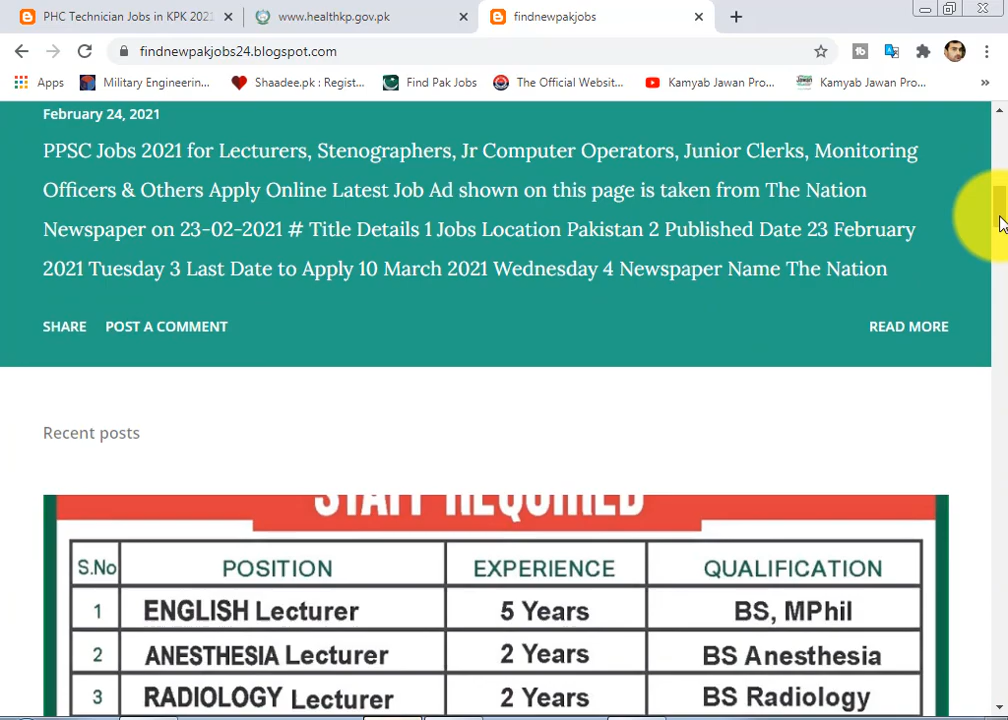 PHC Technician Jobs in KPK 2021
www.healthkp.gov.pk
findnewpakjobs
findnewpakjobs24.blogspot.com
Apps
Military Engineerin...
Shaadee.pk : Regist...
Find Pak Jobs
The Official Websit...
Kamyab Jawan Pro...
Kamyab Jawan Pro...
February 24, 2021
PPSC Jobs 2021 for Lecturers, Stenographers, Jr Computer Operators, Junior Clerks, Monitoring
Officers & Others Apply Online Latest Job Ad shown on this page is taken from The Nation
Newspaper on 23-02-2021 # Title Details 1 Jobs Location Pakistan 2 Published Date 23 February
2021 Tuesday 3 Last Date to Apply 10 March 2021 Wednesday 4 Newspaper Name The Nation
SHARE POST A COMMENT READ MORE
Recent posts
STAFF REQUIRED
S.No POSITION EXPERIENCE QUALIFICATION
1 ENGLISH Lecturer 5 Years BS, MPhil
2 ANESTHESIA Lecturer 2 Years BS Anesthesia
3 RADIOLOGY Lecturer 2 Years BS Radiology